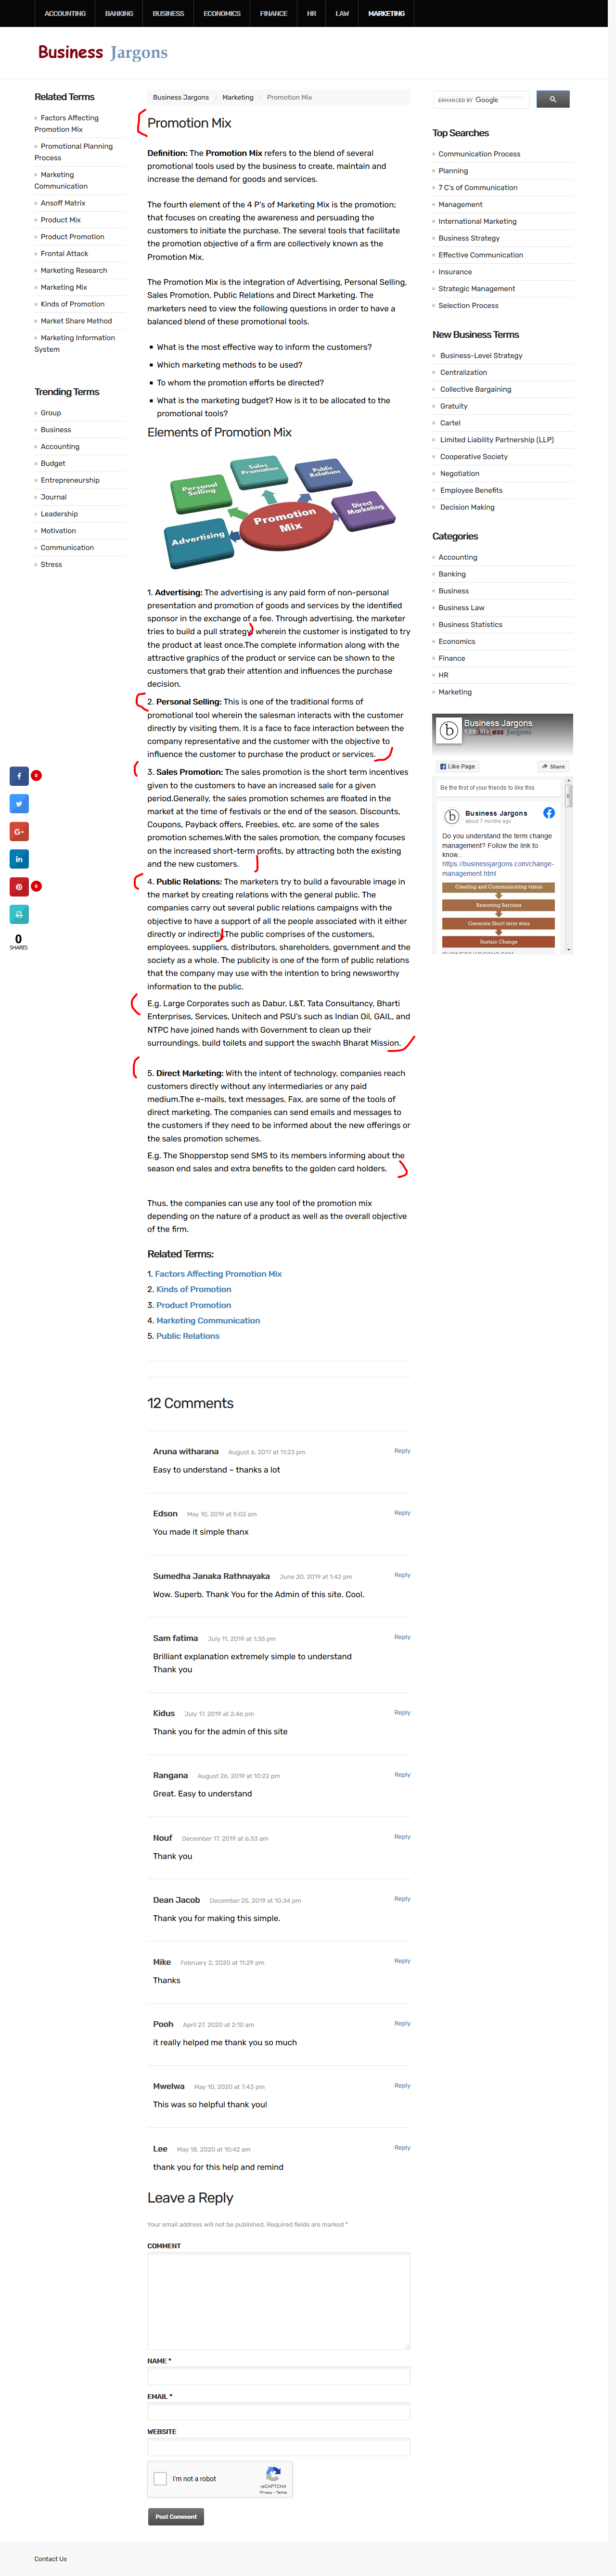 ACCOUNTING BANKING BUSINESS ECONOMICS FINANCE HR LAW MARKETING
Business Jargons
Related Terms
Factors Affecting
Promotion Mix
Promotional Planning
Process
Marketing
Communication
Ansoff Matrix
Product Mix
Product Promotion
Frontal Attack
Marketing Research
Marketing Mix
Kinds of Promotion
Market Share Method
Marketing Information
System
Trending Terms
Group
Business
Accounting
Budget
Entrepreneurship
Journal
Leadership
Motivation
Communication
Stress
0
0
0
SHARES
Business Jargons / Marketing / Promotion Mix
Promotion Mix
Definition: The Promotion Mix refers to the blend of several
promotional tools used by the business to create, maintain and
increase the demand for goods and services.
The fourth element of the 4 P's of Marketing Mix is the promotion;
that focuses on creating the awareness and persuading the
customers to initiate the purchase. The several tools that facilitate
the promotion objective of a firm are collectively known as the
Promotion Mix.
The Promotion Mix is the integration of Advertising, Personal Selling,
Sales Promotion, Public Relations and Direct Marketing. The
marketers need to view the following questions in order to have a
balanced blend of these promotional tools.
What is the most effective way to inform the customers?
Which marketing methods to be used?
To whom the promotion efforts be directed?
What is the marketing budget? How is it to be allocated to the
promotional tools?
Elements of Promotion Mix
Advertising
Personal
Selling
Sales
Promotion
Public
Relations
Direct
Marketing
Promotion
Mix
1. Advertising: The advertising is any paid form of non-personal
presentation and promotion of goods and services by the identified
sponsor in the exchange of a fee. Through advertising, the marketer
tries to build a pull strategy; wherein the customer is instigated to try
the product at least once.The complete information along with the
attractive graphics of the product or service can be shown to the
customers that grab their attention and influences the purchase
decision.
2. Personal Selling: This is one of the traditional forms of
promotional tool wherein the salesman interacts with the customer
directly by visiting them. It is a face to face interaction between the
company representative and the customer with the objective to
influence the customer to purchase the product or services.
3. Sales Promotion: The sales promotion is the short term incentives
given to the customers to have an increased sale for a given
period.Generally, the sales promotion schemes are floated in the
market at the time of festivals or the end of the season. Discounts,
Coupons, Payback offers, Freebies, etc. are some of the sales
promotion schemes.With the sales promotion, the company focuses
on the increased short-term profits, by attracting both the existing
and the new customers.
4. Public Relations: The marketers try to build a favourable image in
the market by creating relations with the general public. The
companies carry out several public relations campaigns with the
objective to have a support of all the people associated with it either
directly or indirectly.The public comprises of the customers,
employees, suppliers, distributors, shareholders, government and the
society as a whole. The publicity is one of the form of public relations
that the company may use with the intention to bring newsworthy
information to the public.
E.g. Large Corporates such as Dabur, L&T, Tata Consultancy, Bharti
Enterprises, Services, Unitech and PSU's such as Indian Oil, GAIL, and
NTPC have joined hands with Government to clean up their
surroundings, build toilets and support the swachh Bharat Mission.
5. Direct Marketing: With the intent of technology, companies reach
customers directly without any intermediaries or any paid
medium.The e-mails, text messages, Fax, are some of the tools of
direct marketing. The companies can send emails and messages to
the customers if they need to be informed about the new offerings or
the sales promotion schemes.
E.g. The Shopperstop send SMS to its members informing about the
season end sales and extra benefits to the golden card holders.
Thus, the companies can use any tool of the promotion mix
depending on the nature of a product as well as the overall objective
of the firm.
Related Terms:
1. Factors Affecting Promotion Mix
2. Kinds of Promotion
3. Product Promotion
4. Marketing Communication
5. Public Relations
12 Comments
Aruna witharana August 6, 2017 at 11:23 pm Reply
Easy to understand – thanks a lot
Edson May 10, 2019 at 9:02 am Reply
You made it simple thanx
Sumedha Janaka Rathnayaka June 20, 2019 at 1:42 pm Reply
Wow. Superb. Thank You for the Admin of this site. Cool.
Sam fatima July 11, 2019 at 1:35 pm Reply
Brilliant explanation extremely simple to understand
Thank you
Kidus July 17, 2019 at 2:46 pm Reply
Thank you for the admin of this site
Rangana August 26, 2019 at 10:22 pm Reply
Great. Easy to understand
Nouf December 17, 2019 at 6:33 am Reply
Thank you
Dean Jacob December 25, 2019 at 10:34 pm Reply
Thank you for making this simple.
Mike February 2, 2020 at 11:29 pm Reply
Thanks
Pooh April 27, 2020 at 2:10 am Reply
it really helped me thank you so much
Mwelwa May 10, 2020 at 7:43 pm Reply
This was so helpful thank you!
Lee May 18, 2020 at 10:42 am Reply
thank you for this help and remind
Leave a Reply
Your email address will not be published. Required fields are marked *
COMMENT
NAME *
EMAIL *
WEBSITE
I'm not a robot
reCAPTCHA
Privacy - Terms
Post Comment
ENHANCED BY Google
Top Searches
Communication Process
Planning
7 C's of Communication
Management
International Marketing
Business Strategy
Effective Communication
Insurance
Strategic Management
Selection Process
New Business Terms
Business-Level Strategy
Centralization
Collective Bargaining
Gratuity
Cartel
Limited Liability Partnership (LLP)
Cooperative Society
Negotiation
Employee Benefits
Decision Making
Categories
Accounting
Banking
Business
Business Law
Business Statistics
Economics
Finance
HR
Marketing
Business Jargons
Like Page Share
Be the first of your friends to like this
Business Jargons
about 7 months ago
Do you understand the term change
management? Follow the link to
know...
https://businessjargons.com/change-
management.html
Creating and Communicating vision
Removing Barriers
Generate Short term wins
Sustain Change
Contact Us